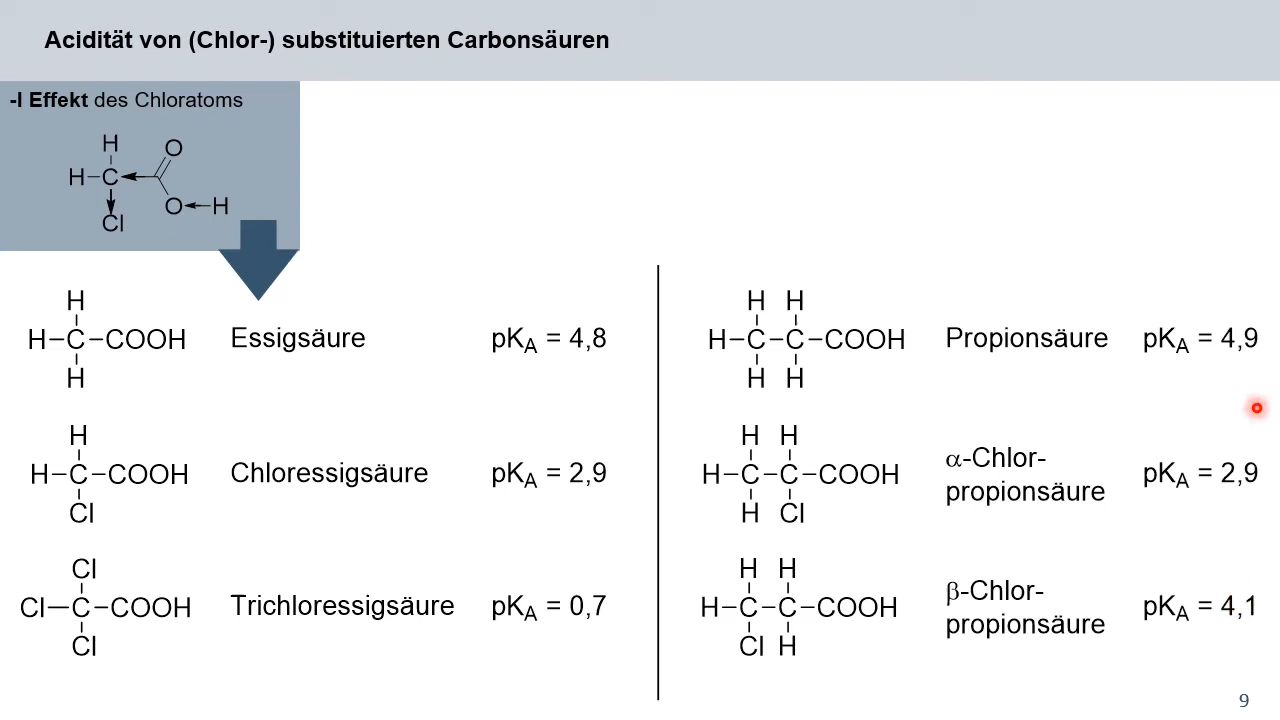 Acidität von (Chlor-) substituierten Carbonsäuren
-I Effekt des Chloratoms
H O
H C
O H
Cl
H
H–C–COOH Essigsäure pKA = 4,8
H
H
H–C–COOH Chloressigsäure pKA = 2,9
Cl
Cl
Cl–C–COOH Trichloressigsäure pKA = 0,7
Cl
H H
H–C–C–COOH Propionsäure pKA = 4,9
H H
H H
H–C–C–COOH α-Chlor-
propionsäure pKA = 2,9
H Cl
H H
H–C–C–COOH β-Chlor-
propionsäure pKA = 4,1
Cl H
9